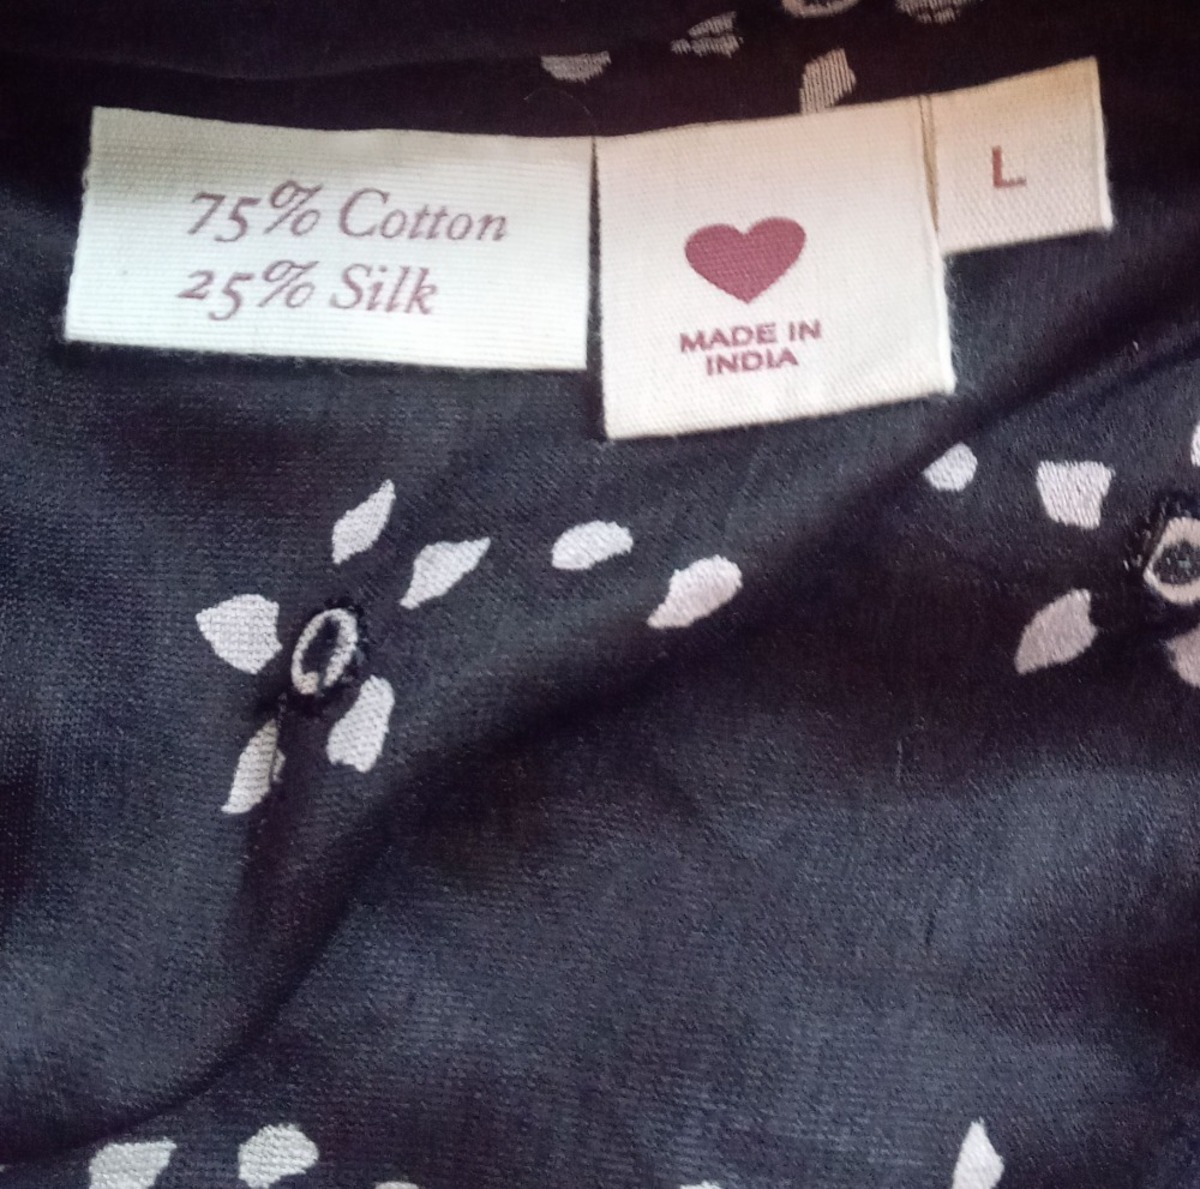 75% Cotton
25% Silk
MADE IN
INDIA
L